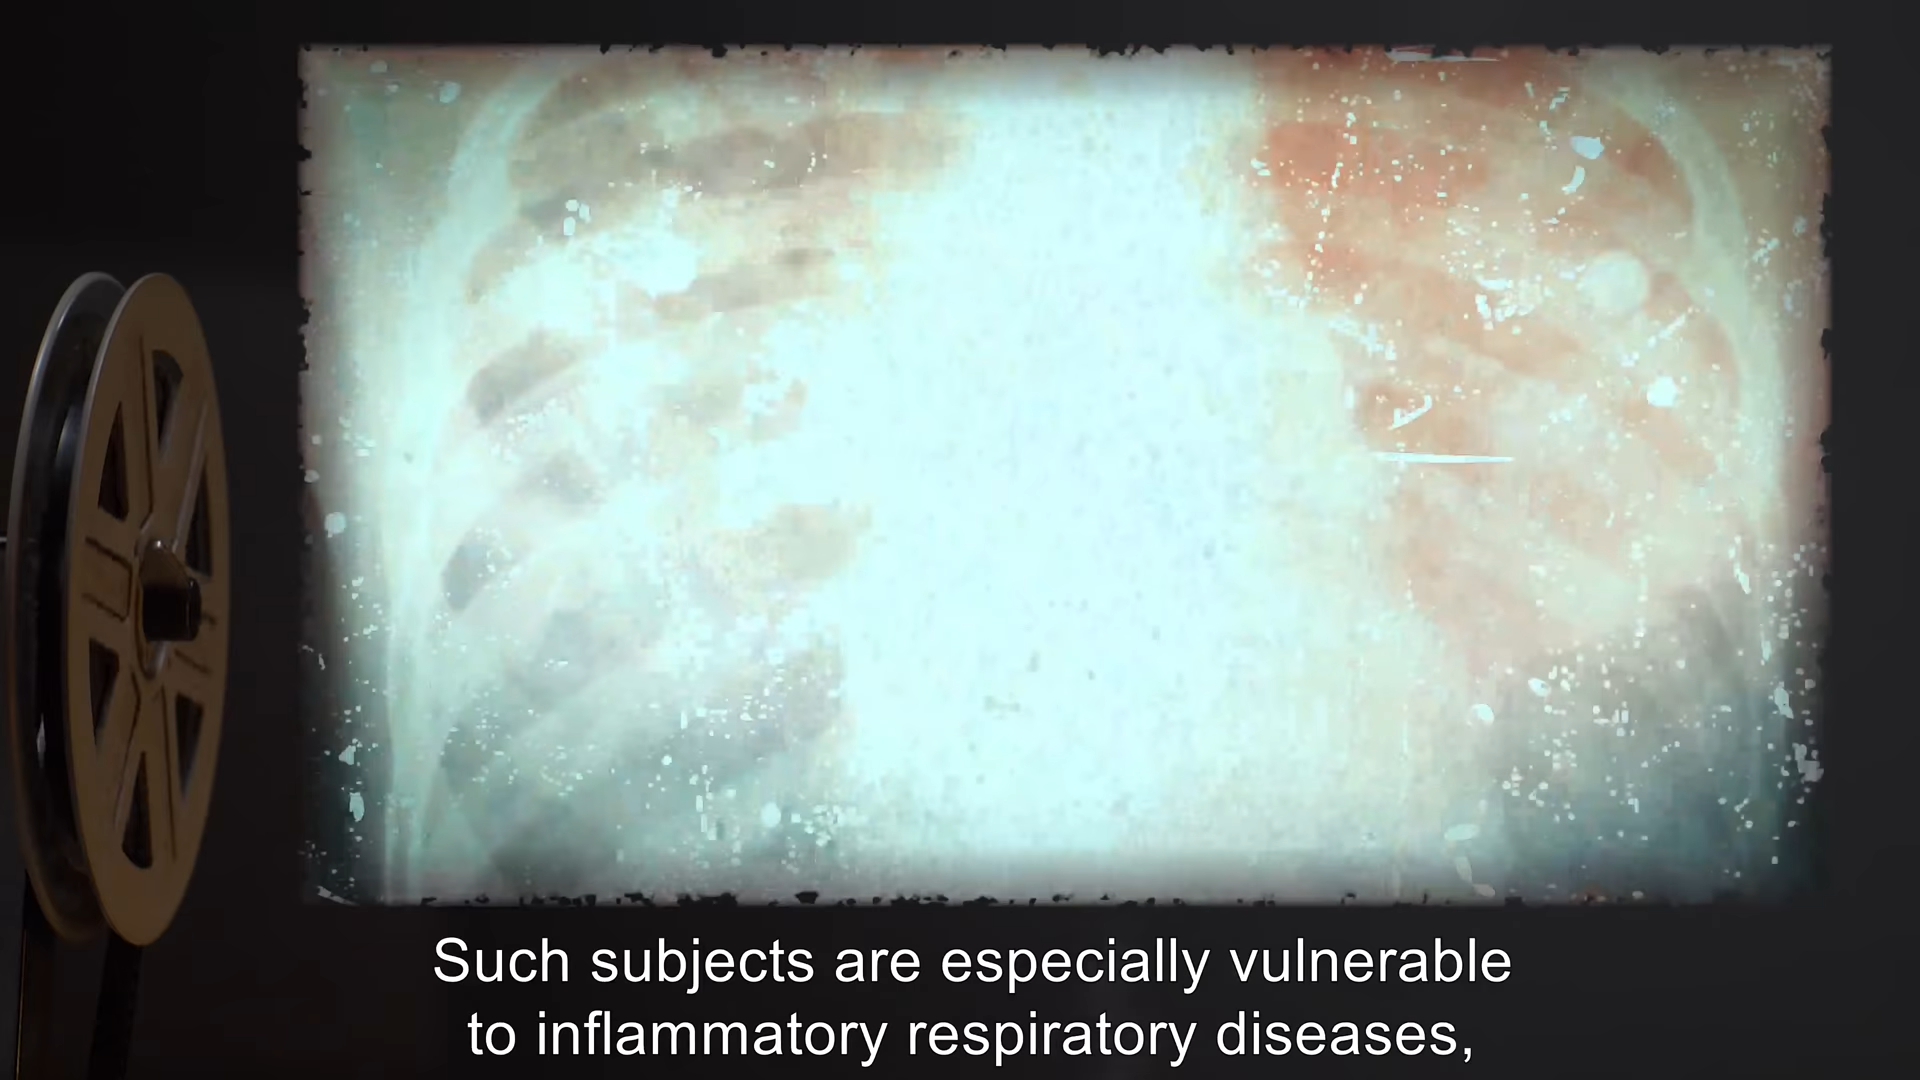 Such subjects are especially vulnerable
to inflammatory respiratory diseases,